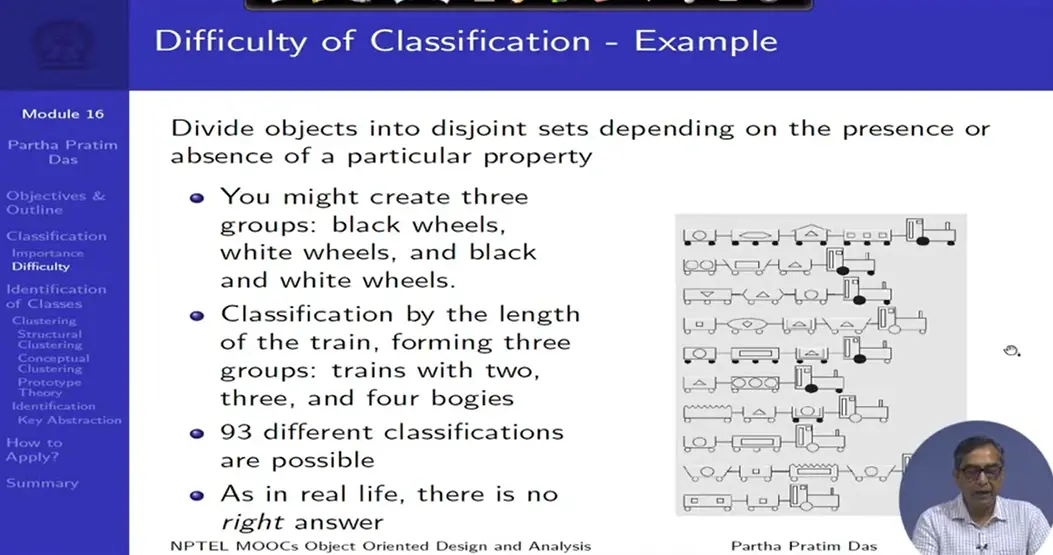 Difficulty of Classification - Example
Module 16
Partha Pratim
Das
Objectives &
Outline
Classification
Importance
Difficulty
Identification
of Classes
Clustering
Structural
Clustering
Conceptual
Clustering
Prototype
Theory
Identification
Key Abstraction
How to
Apply?
Summary
Divide objects into disjoint sets depending on the presence or
absence of a particular property
You might create three
groups: black wheels,
white wheels, and black
and white wheels.
Classification by the length
of the train, forming three
groups: trains with two,
three, and four bogies
93 different classifications
are possible
As in real life, there is no
right answer
NPTEL MOOCs Object Oriented Design and Analysis
Partha Pratim Das